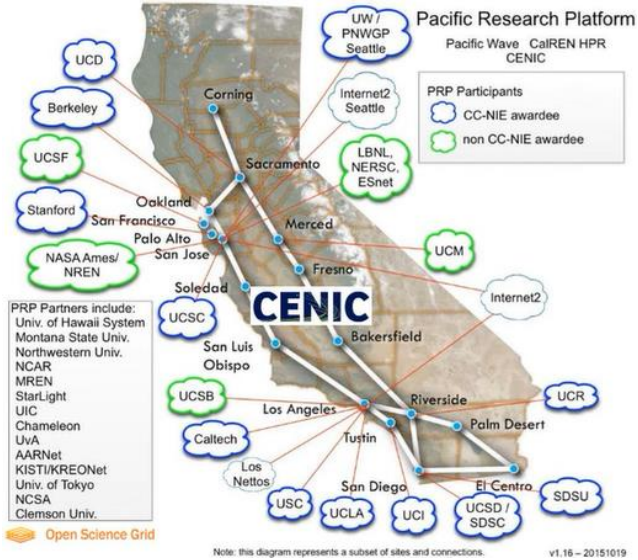 Pacific Research Platform
Pacific Wave CalREN HPR
CENIC
PRP Participants
CC-NIE awardee
non CC-NIE awardee
UW /
PNWGP
Seattle
UCD
Internet2
Seattle
Berkeley
Corning
LBNL,
NERSC,
ESnet
UCSF
Sacramento
Stanford
Oakland
San Francisco
Palo Alto
San Jose
Merced
UCM
NASA Ames/
NREN
Fresno
Soledad
Internet2
CENIC
UCSC
PRP Partners include:
Univ. of Hawaii System
Montana State Univ.
Northwestern Univ.
NCAR
MREN
StarLight
UIC
Chameleon
UvA
AARNet
KISTI/KREONet
Univ. of Tokyo
NCSA
Clemson Univ.
San Luis
Obispo
Bakersfield
UCSB
Los Angeles
Riverside
UCR
Caltech
Tustin
Palm Desert
Los
Nettos
San Diego
El Centro
USC
UCLA
UCI
UCSD /
SDSC
SDSU
Open Science Grid
Note: this diagram represents a subset of sites and connections.
v1.16 – 20151019